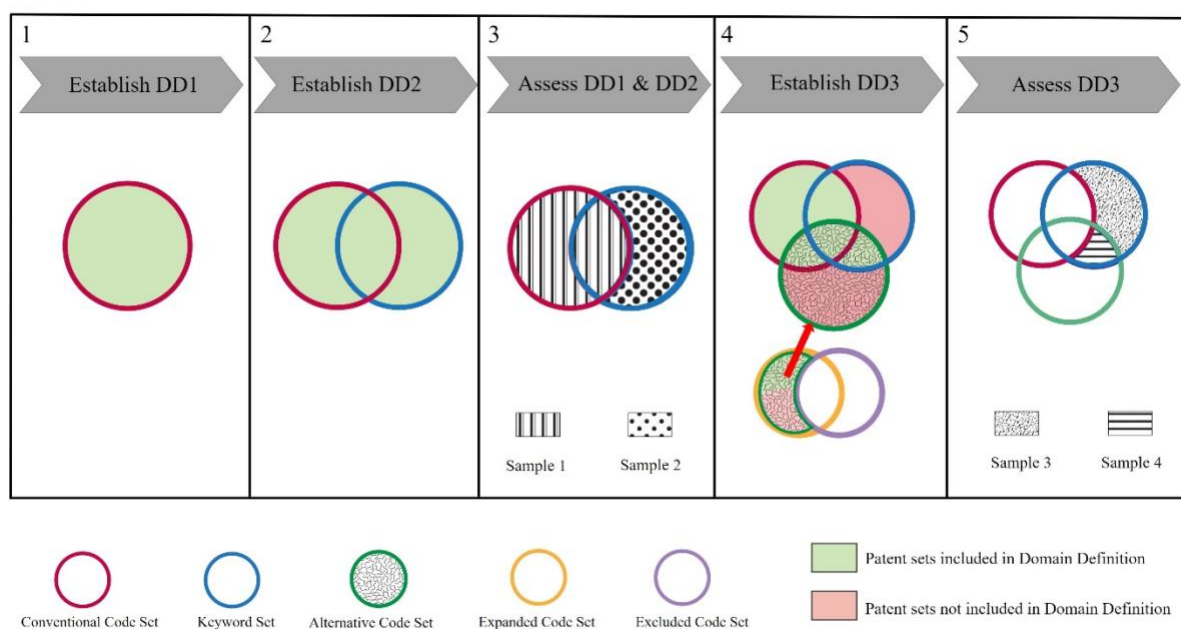 1
2
3
4
5
Establish DD1
Establish DD2
Assess DD1 & DD2
Establish DD3
Assess DD3
Sample 1
Sample 2
Sample 3
Sample 4
Conventional Code Set
Keyword Set
Alternative Code Set
Expanded Code Set
Excluded Code Set
Patent sets included in Domain Definition
Patent sets not included in Domain Definition